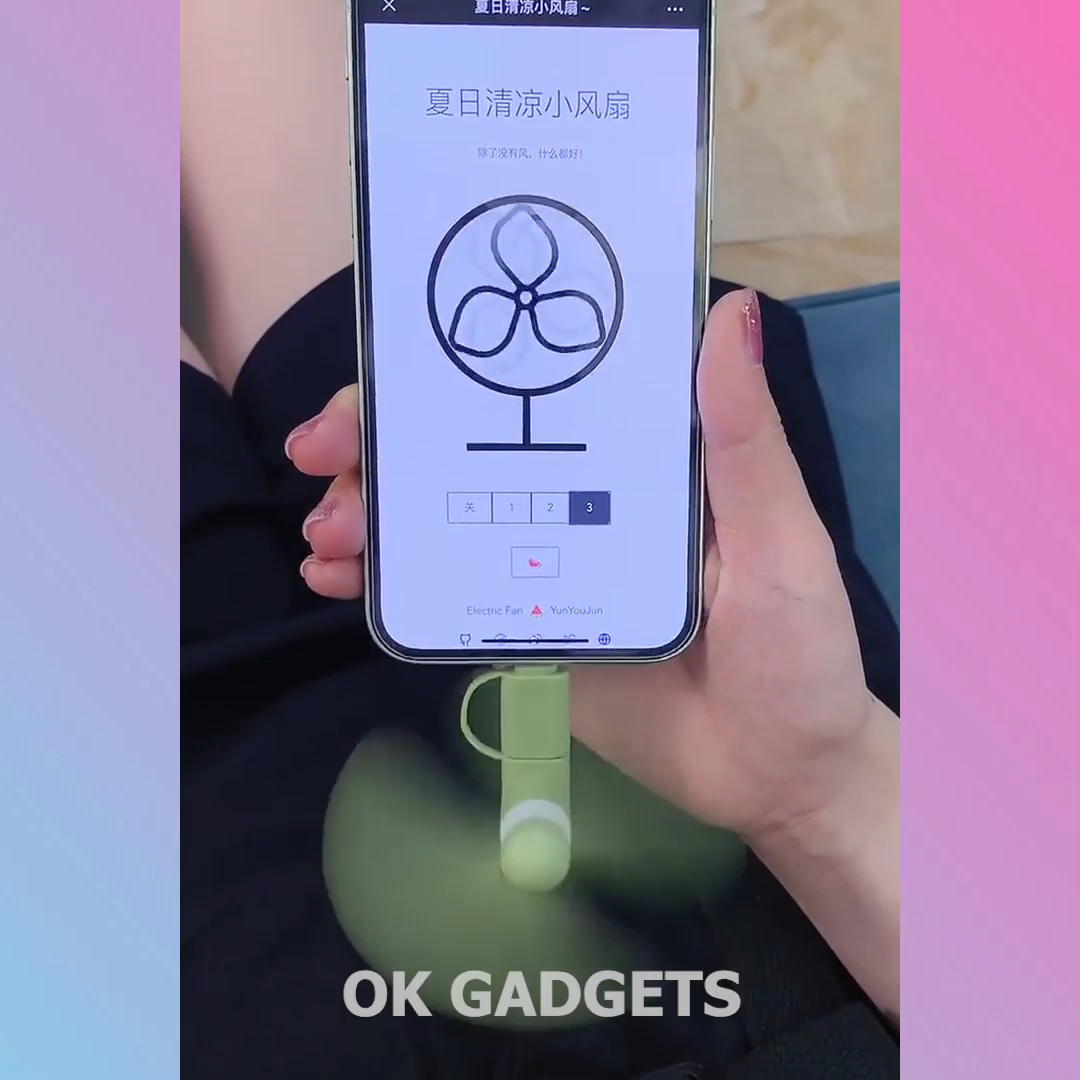 夏日清凉小风扇~
夏日清凉小风扇
除了没有风，什么都好！
关 1 2 3
Electric Fan YunYouJun
OK GADGETS